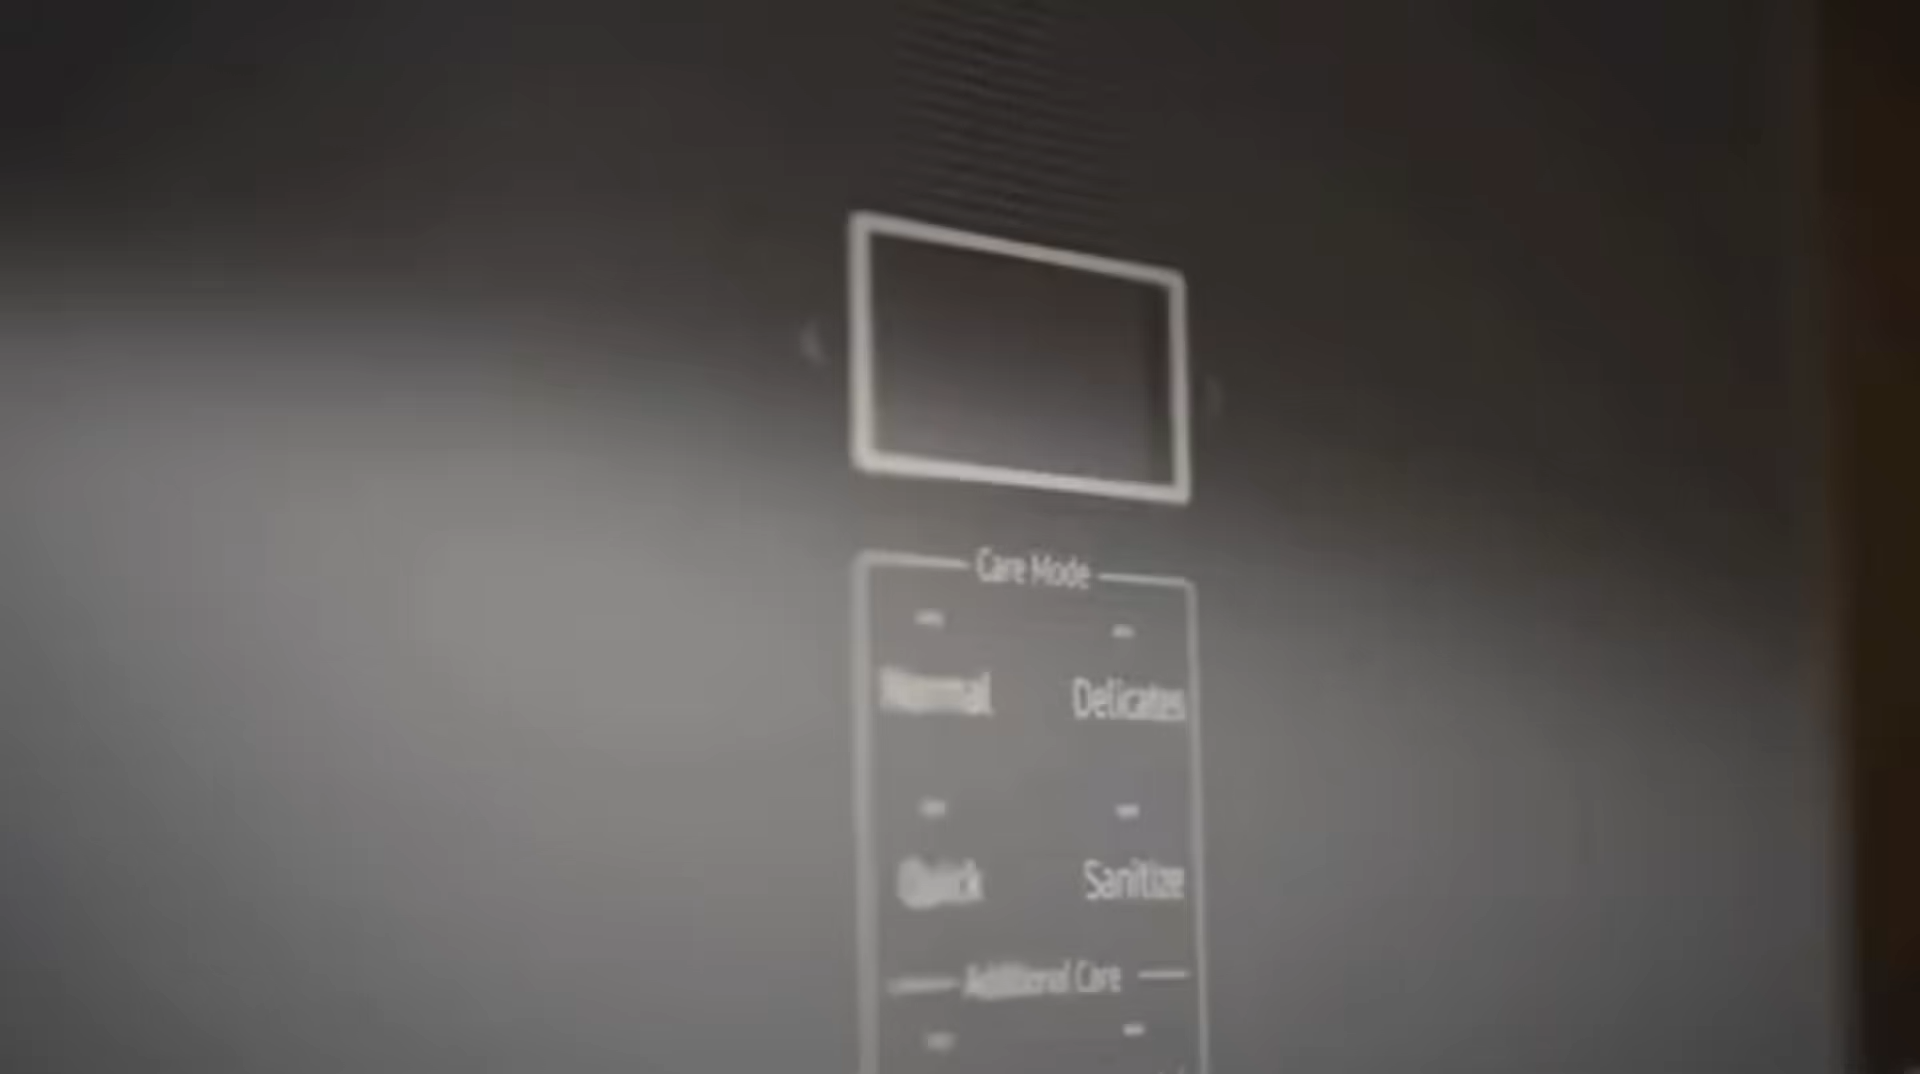 Care Mode
Normal Delicates
Quick Sanitize
Additional Care